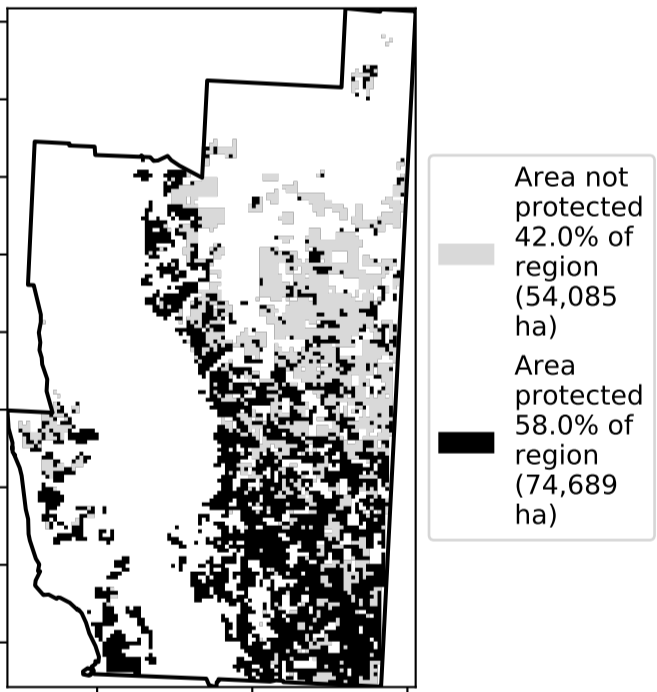 Area not
protected
42.0% of
region
(54,085
ha)
Area
protected
58.0% of
region
(74,689
ha)